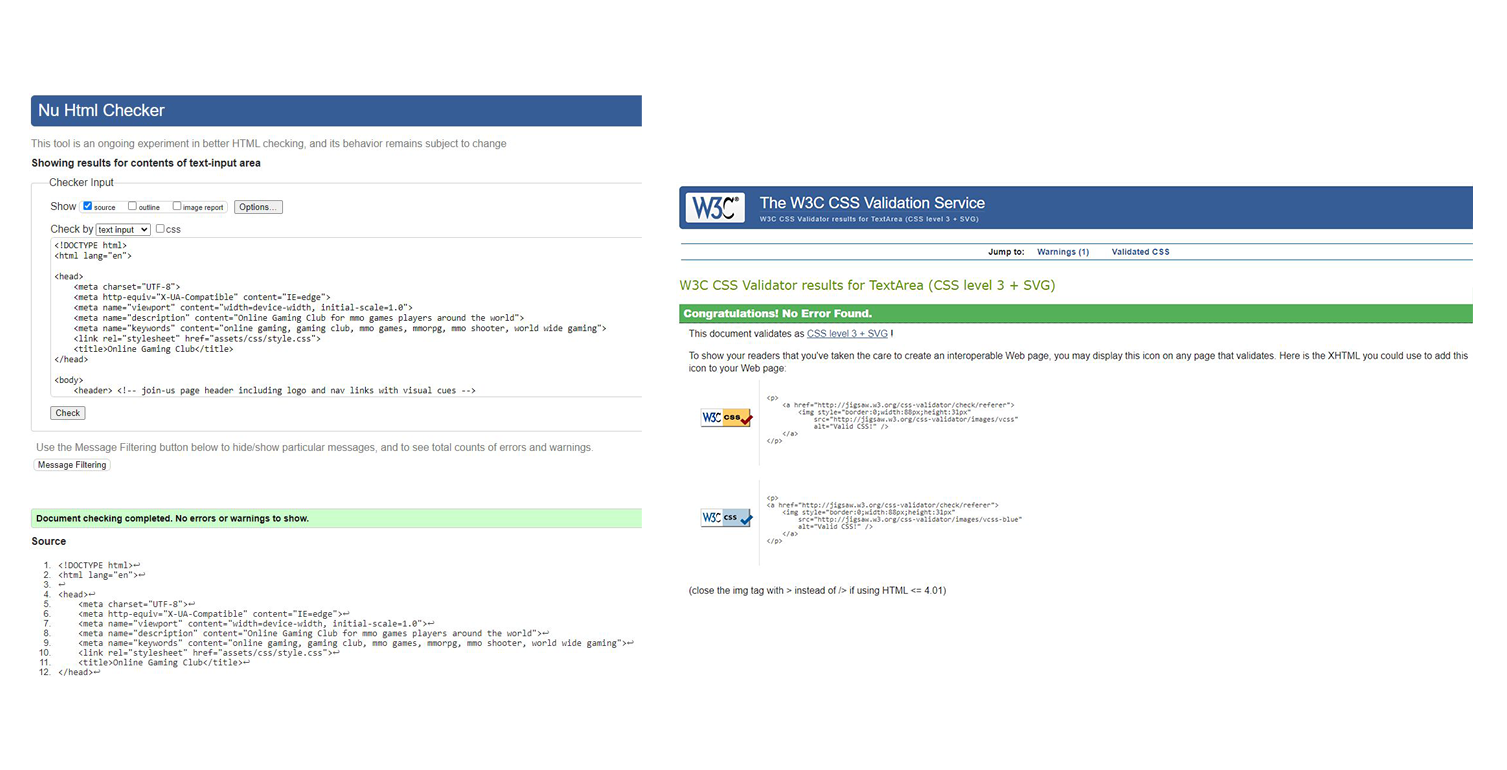 Nu Html Checker
This tool is an ongoing experiment in better HTML checking, and its behavior remains subject to change
Showing results for contents of text-input area
Checker Input
Show source outline image report Options...
Check by text input css
<!DOCTYPE html>
<html lang="en">
<head>
    <meta charset="UTF-8">
    <meta http-equiv="X-UA-Compatible" content="IE=edge">
    <meta name="viewport" content="width=device-width, initial-scale=1.0">
    <meta name="description" content="Online Gaming Club for mmo games players around the world">
    <meta name="keywords" content="online gaming, gaming club, mmo games, mmorpg, mmo shooter, world wide gaming">
    <link rel="stylesheet" href="assets/css/style.css">
    <title>Online Gaming Club</title>
</head>
<body>
    <header> <!-- join-us page header including logo and nav links with visual cues -->
Check
Use the Message Filtering button below to hide/show particular messages, and to see total counts of errors and warnings.
Message Filtering
Document checking completed. No errors or warnings to show.
Source
1. <!DOCTYPE html>↩
2. <html lang="en">↩
3. ↩
4. <head>↩
5.     <meta charset="UTF-8">↩
6.     <meta http-equiv="X-UA-Compatible" content="IE=edge">↩
7.     <meta name="viewport" content="width=device-width, initial-scale=1.0">↩
8.     <meta name="description" content="Online Gaming Club for mmo games players around the world">↩
9.     <meta name="keywords" content="online gaming, gaming club, mmo games, mmorpg, mmo shooter, world wide gaming">↩
10.     <link rel="stylesheet" href="assets/css/style.css">↩
11.     <title>Online Gaming Club</title>↩
12. </head>↩
W3C®
The W3C CSS Validation Service
W3C CSS Validator results for TextArea (CSS level 3 + SVG)
Jump to: Warnings (1) Validated CSS
W3C CSS Validator results for TextArea (CSS level 3 + SVG)
Congratulations! No Error Found.
This document validates as CSS level 3 + SVG !
To show your readers that you've taken the care to create an interoperable Web page, you may display this icon on any page that validates. Here is the XHTML you could use to add this
icon to your Web page:
W3C css
<p>
    <a href="http://jigsaw.w3.org/css-validator/check/referer">
        <img style="border:0;width:88px;height:31px"
            src="http://jigsaw.w3.org/css-validator/images/vcss"
            alt="Valid CSS!" />
    </a>
</p>
W3C css
<p>
<a href="http://jigsaw.w3.org/css-validator/check/referer">
    <img style="border:0;width:88px;height:31px"
        src="http://jigsaw.w3.org/css-validator/images/vcss-blue"
        alt="Valid CSS!" />
    </a>
</p>
(close the img tag with > instead of /> if using HTML <= 4.01)